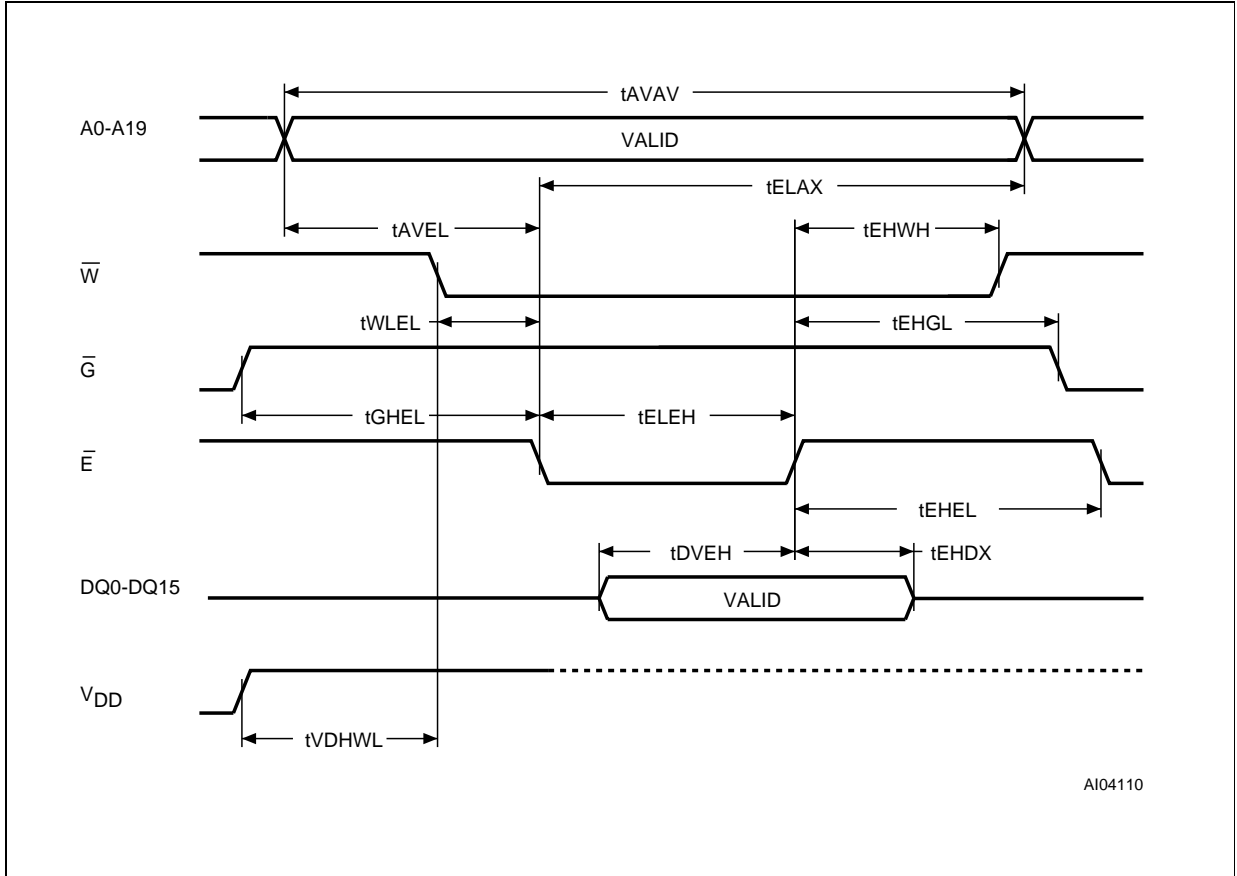 tAVAV
A0-A19
VALID
tELAX
tAVEL
tEHWH
W̅
tWLEL
tEHGL
G̅
tGHEL
tELEH
E̅
tEHEL
tDVEH
tEHDX
DQ0-DQ15
VALID
VDD
tVDHWL
AI04110